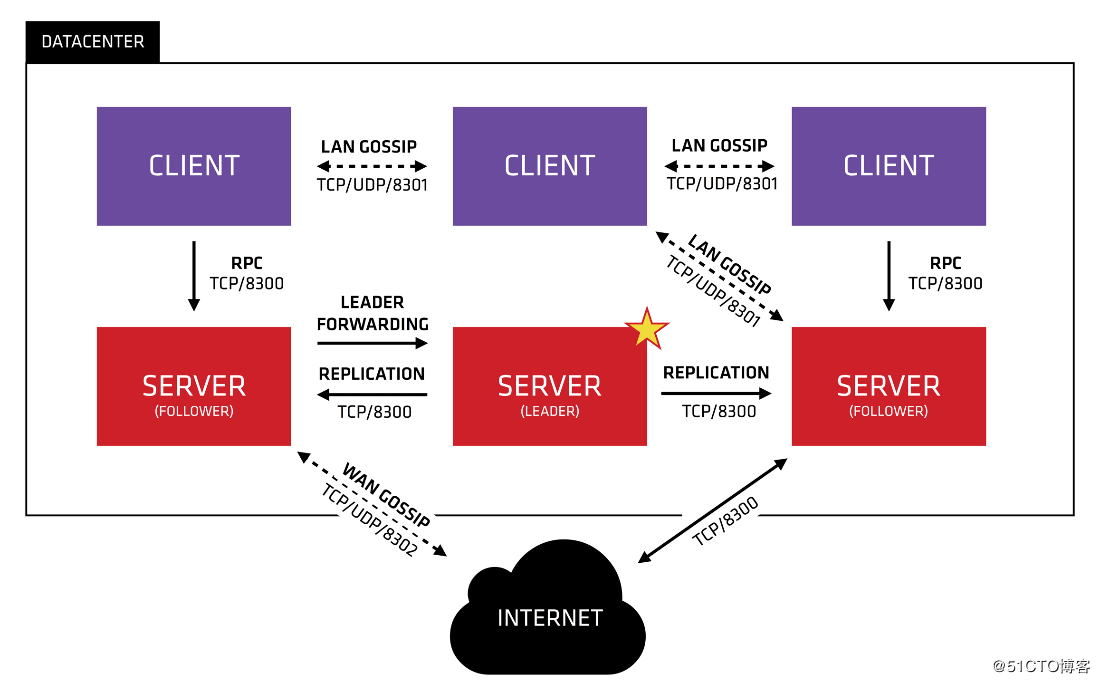 DATACENTER
CLIENT
LAN GOSSIP
TCP/UDP/8301
CLIENT
LAN GOSSIP
TCP/UDP/8301
CLIENT
RPC
TCP/8300
LAN GOSSIP
TCP/UDP/8301
RPC
TCP/8300
LEADER
FORWARDING
SERVER
(FOLLOWER)
REPLICATION
TCP/8300
SERVER
(LEADER)
REPLICATION
TCP/8300
SERVER
(FOLLOWER)
WAN GOSSIP
TCP/UDP/8302
TCP/8300
INTERNET
@51CTO博客